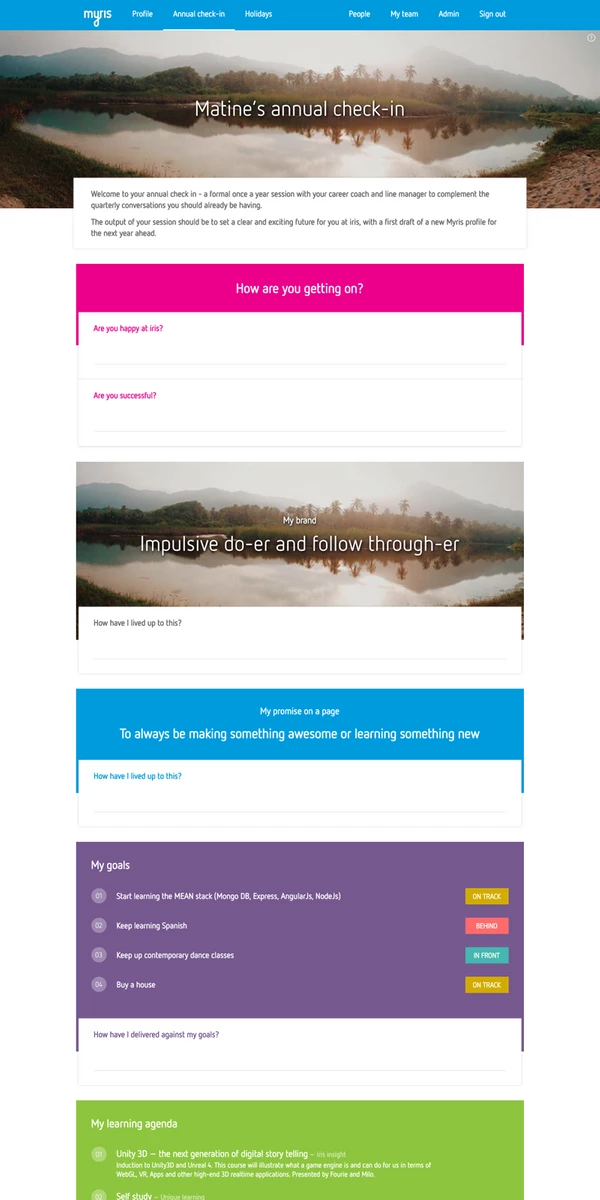 myris Profile Annual check-in Holidays People My team Admin Sign out
Matine's annual check-in
Welcome to your annual check in - a formal once a year session with your career coach and line manager to complement the
quarterly conversations you should already be having.
The output of your session should be to set a clear and exciting future for you at iris, with a first draft of a new Myris profile for
the next year ahead.
How are you getting on?
Are you happy at iris?
Are you successful?
My brand
Impulsive do-er and follow through-er
How have I lived up to this?
My promise on a page
To always be making something awesome or learning something new
How have I lived up to this?
My goals
01 Start learning the MEAN stack (Mongo DB, Express, AngularJs, NodeJs) ON TRACK
02 Keep learning Spanish BEHIND
03 Keep up contemporary dance classes IN FRONT
04 Buy a house ON TRACK
How have I delivered against my goals?
My learning agenda
01 Unity 3D – the next generation of digital story telling – Iris insight
Induction to Unity3D and Unreal 4. This course will illustrate what a game engine is and can do for us in terms of
WebGL, VR, Apps and other high-end 3D realtime applications. Presented by Fourie and Milo.
02 Self study – Unique learning